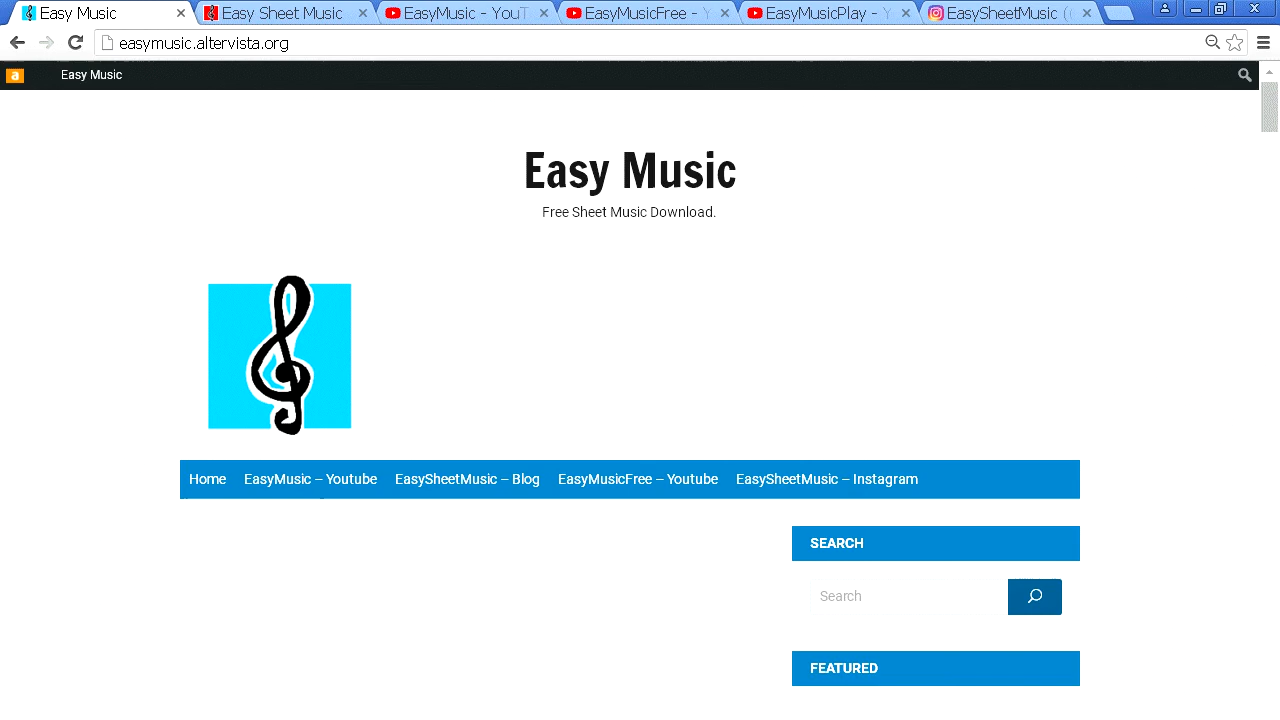 Easy Music
Easy Sheet Music
EasyMusic - YouT
EasyMusicFree - Y
EasyMusicPlay - Y
EasySheetMusic (
easymusic.altervista.org
a
Easy Music
Easy Music
Free Sheet Music Download.
Home
EasyMusic – Youtube
EasySheetMusic – Blog
EasyMusicFree – Youtube
EasySheetMusic – Instagram
SEARCH
Search
FEATURED